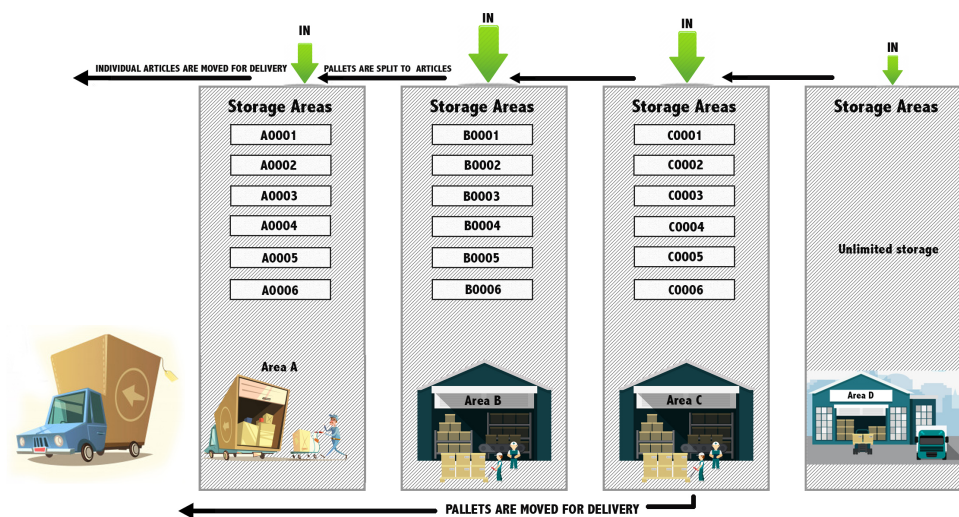 IN
IN
IN
IN
INDIVIDUAL ARTICLES ARE MOVED FOR DELIVERY
PALLETS ARE SPLIT TO ARTICLES
Storage Areas
A0001
A0002
A0003
A0004
A0005
A0006
Area A
Storage Areas
B0001
B0002
B0003
B0004
B0005
B0006
Area B
Storage Areas
C0001
C0002
C0003
C0004
C0005
C0006
Area C
Storage Areas
Unlimited storage
Area D
PALLETS ARE MOVED FOR DELIVERY